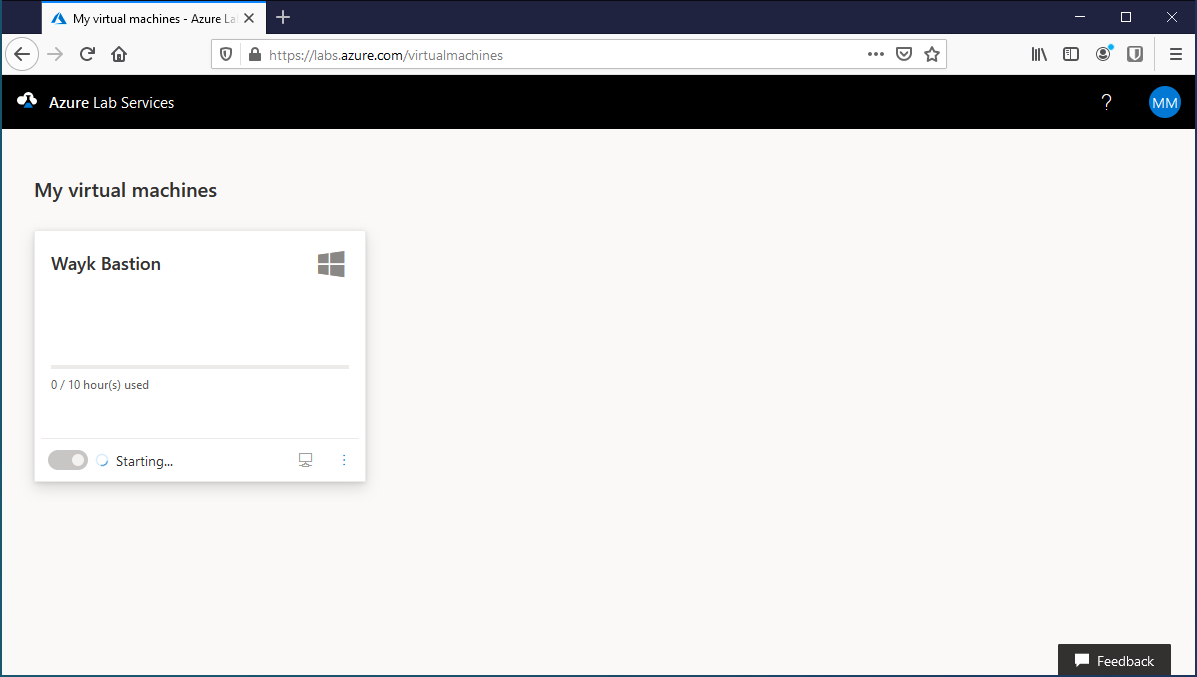 My virtual machines - Azure La
https://labs.azure.com/virtualmachines
Azure Lab Services
?
MM
My virtual machines
Wayk Bastion
0 / 10 hour(s) used
Starting...
Feedback